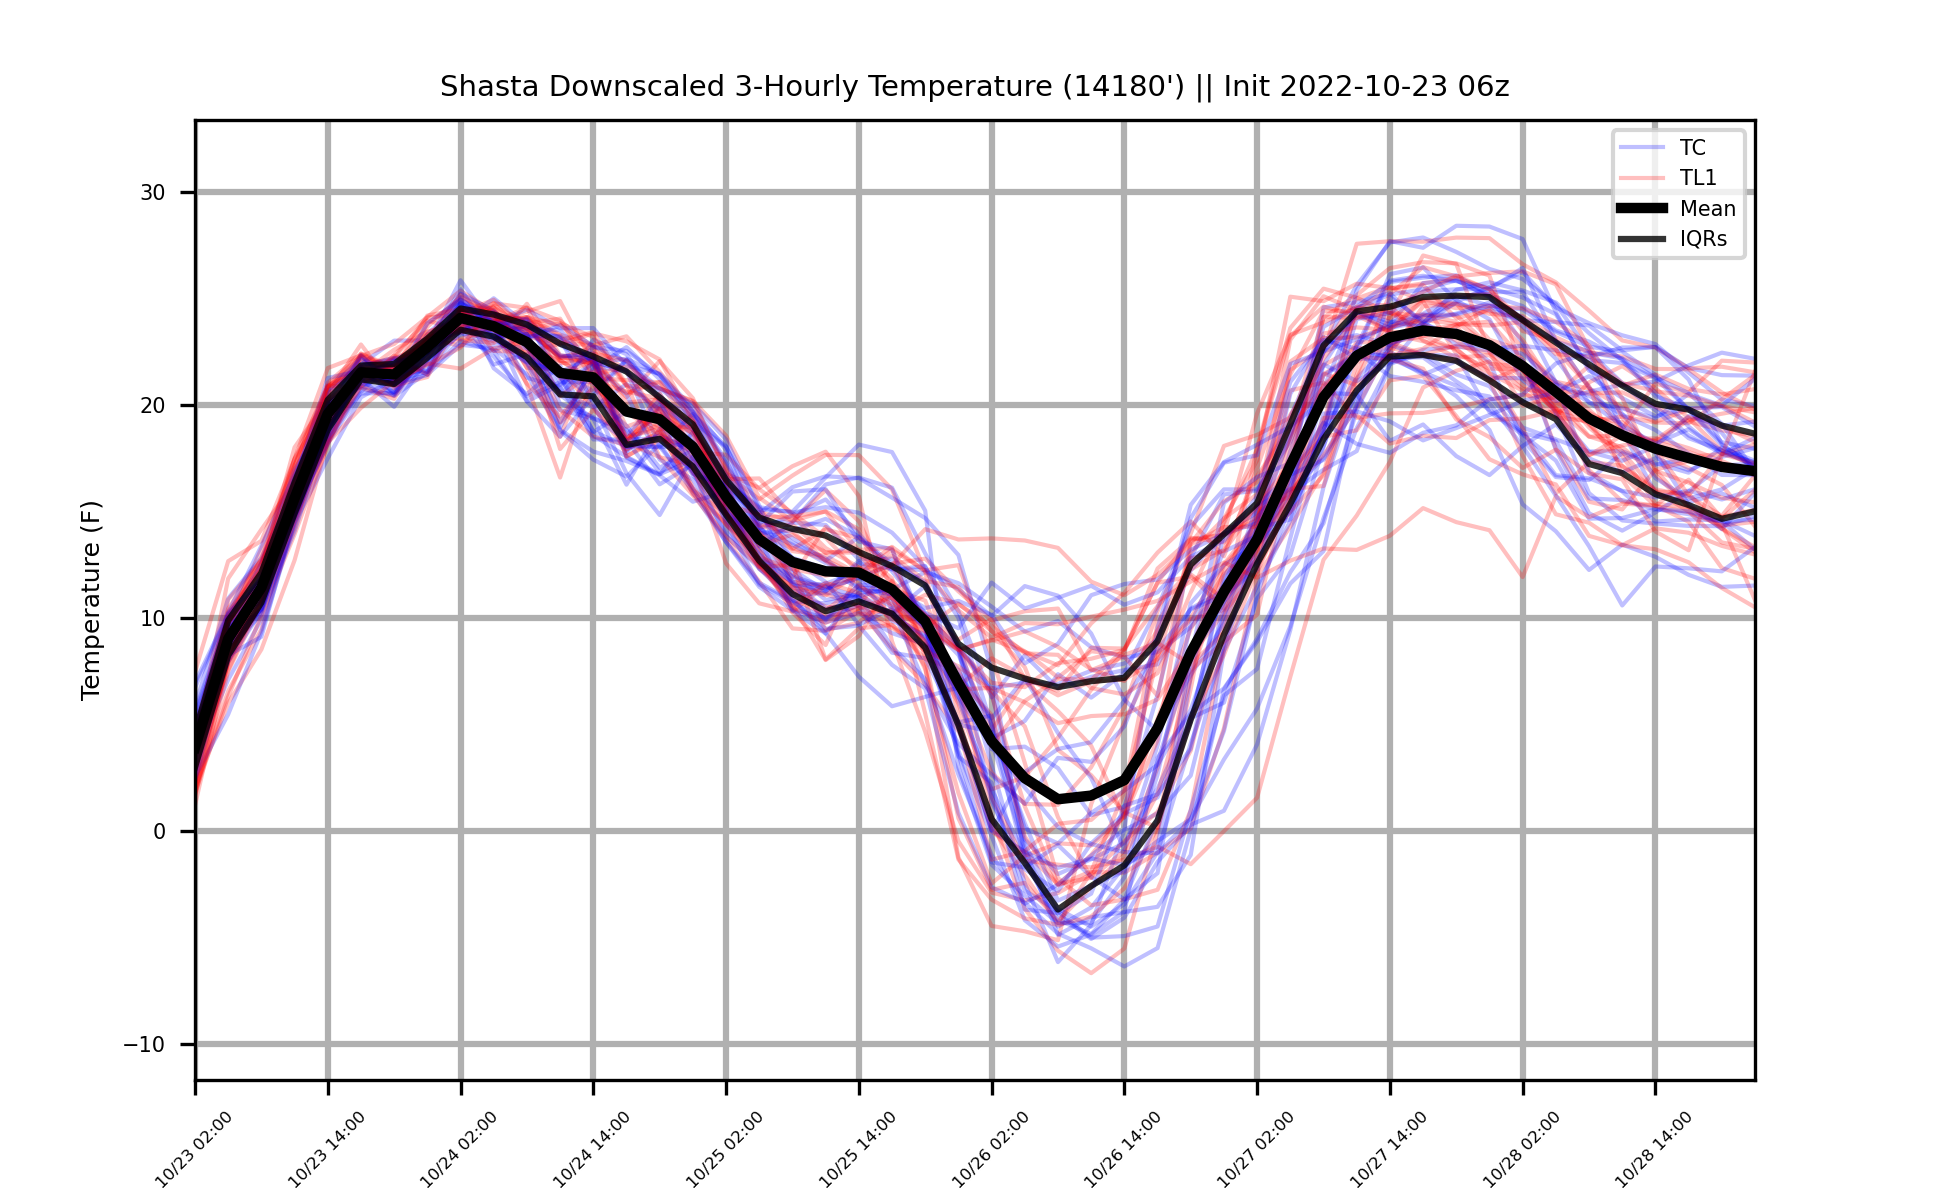 Shasta Downscaled 3-Hourly Temperature (14180') || Init 2022-10-23 06z
TC
TL1
Mean
IQRs
Temperature (F)
30
20
10
0
−10
10/23 02:00
10/23 14:00
10/24 02:00
10/24 14:00
10/25 02:00
10/25 14:00
10/26 02:00
10/26 14:00
10/27 02:00
10/27 14:00
10/28 02:00
10/28 14:00